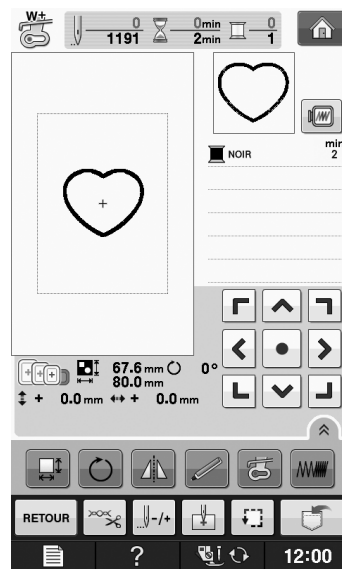 W±
0 0min 0
1191 2min 1
min
NOIR 2
67.6 mm 0°
80.0 mm
+ 0.0 mm + 0.0 mm
RETOUR -/+
? 12:00